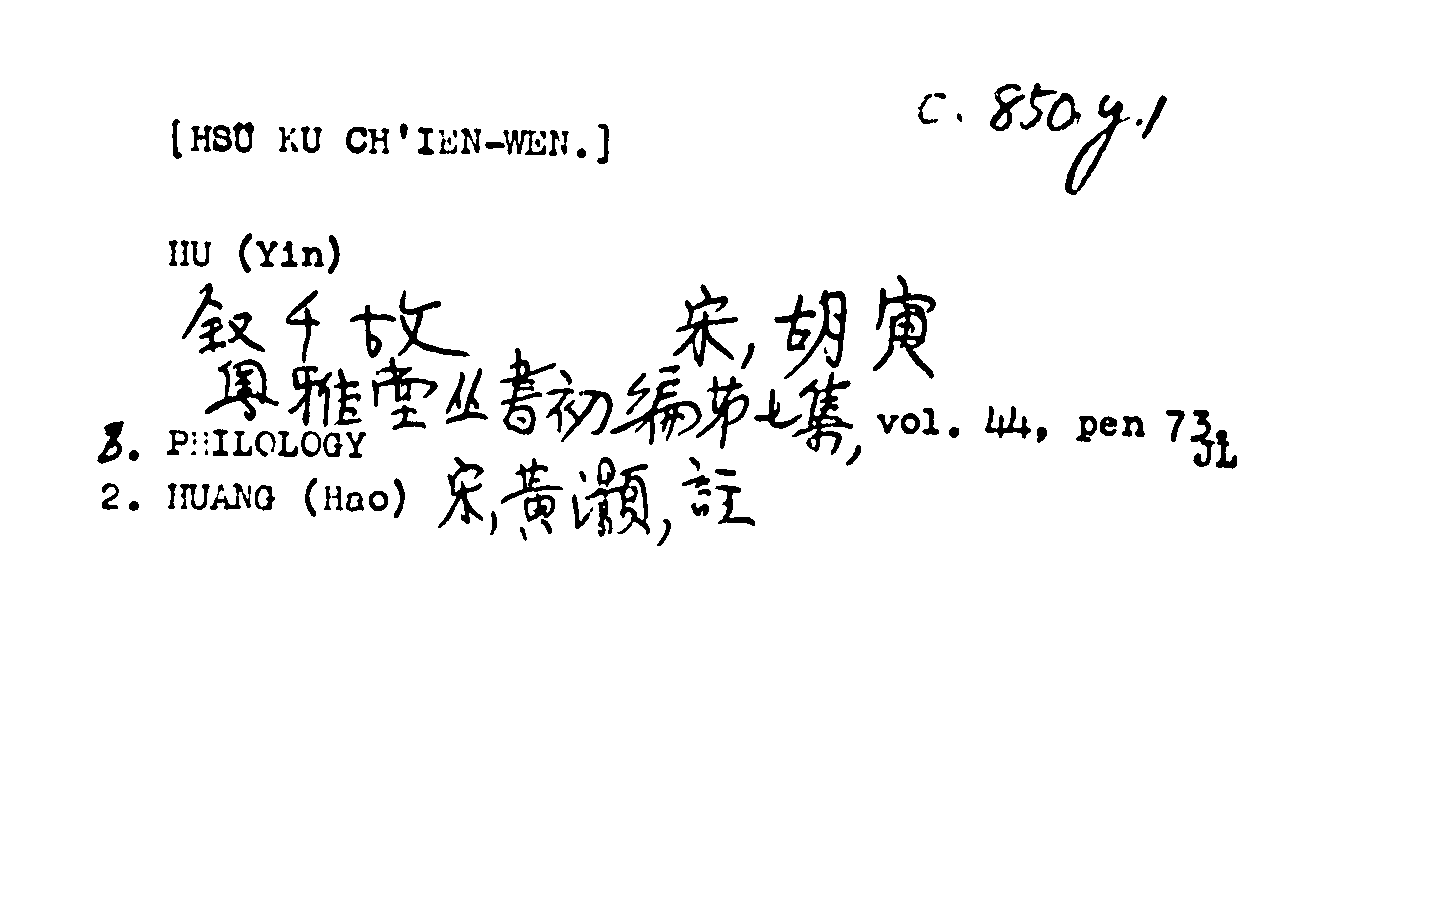 C. 850.y.1
[HSÜ KU CH'IEN-WEN.]
HU (Yin)
叙千古文 宋, 胡寅
粵雅堂丛書初編第七集, vol. 44, pen 73
3. PHILOLOGY
2. HUANG (Hao) 宋, 黃灝, 註